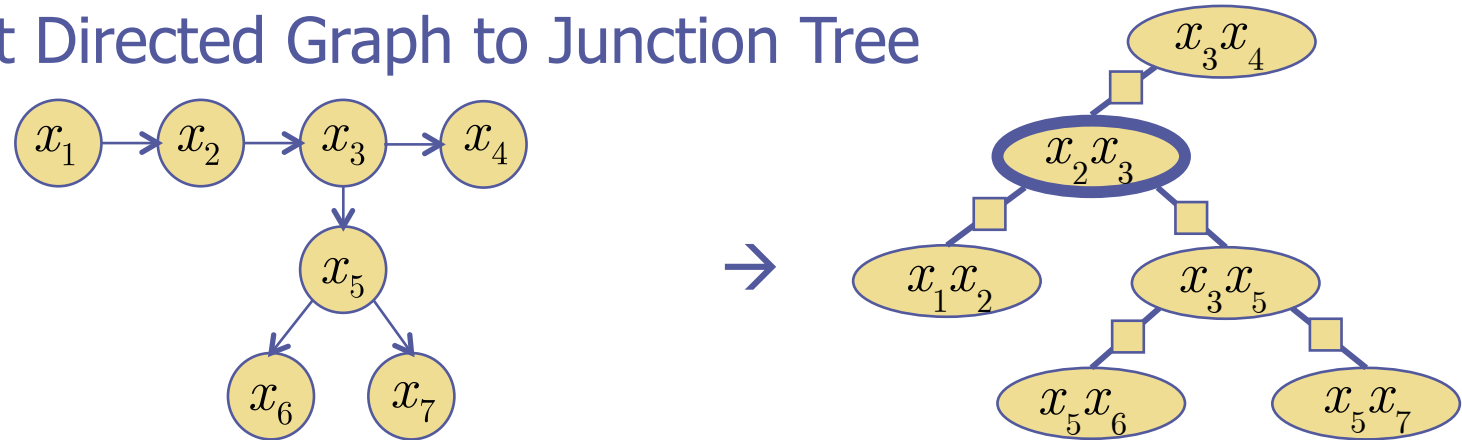 t Directed Graph to Junction Tree
x₁ x₂ x₃ x₄
x₅
x₆ x₇
→
x₃x₄
x₂x₃
x₁x₂ x₃x₅
x₅x₆ x₅x₇